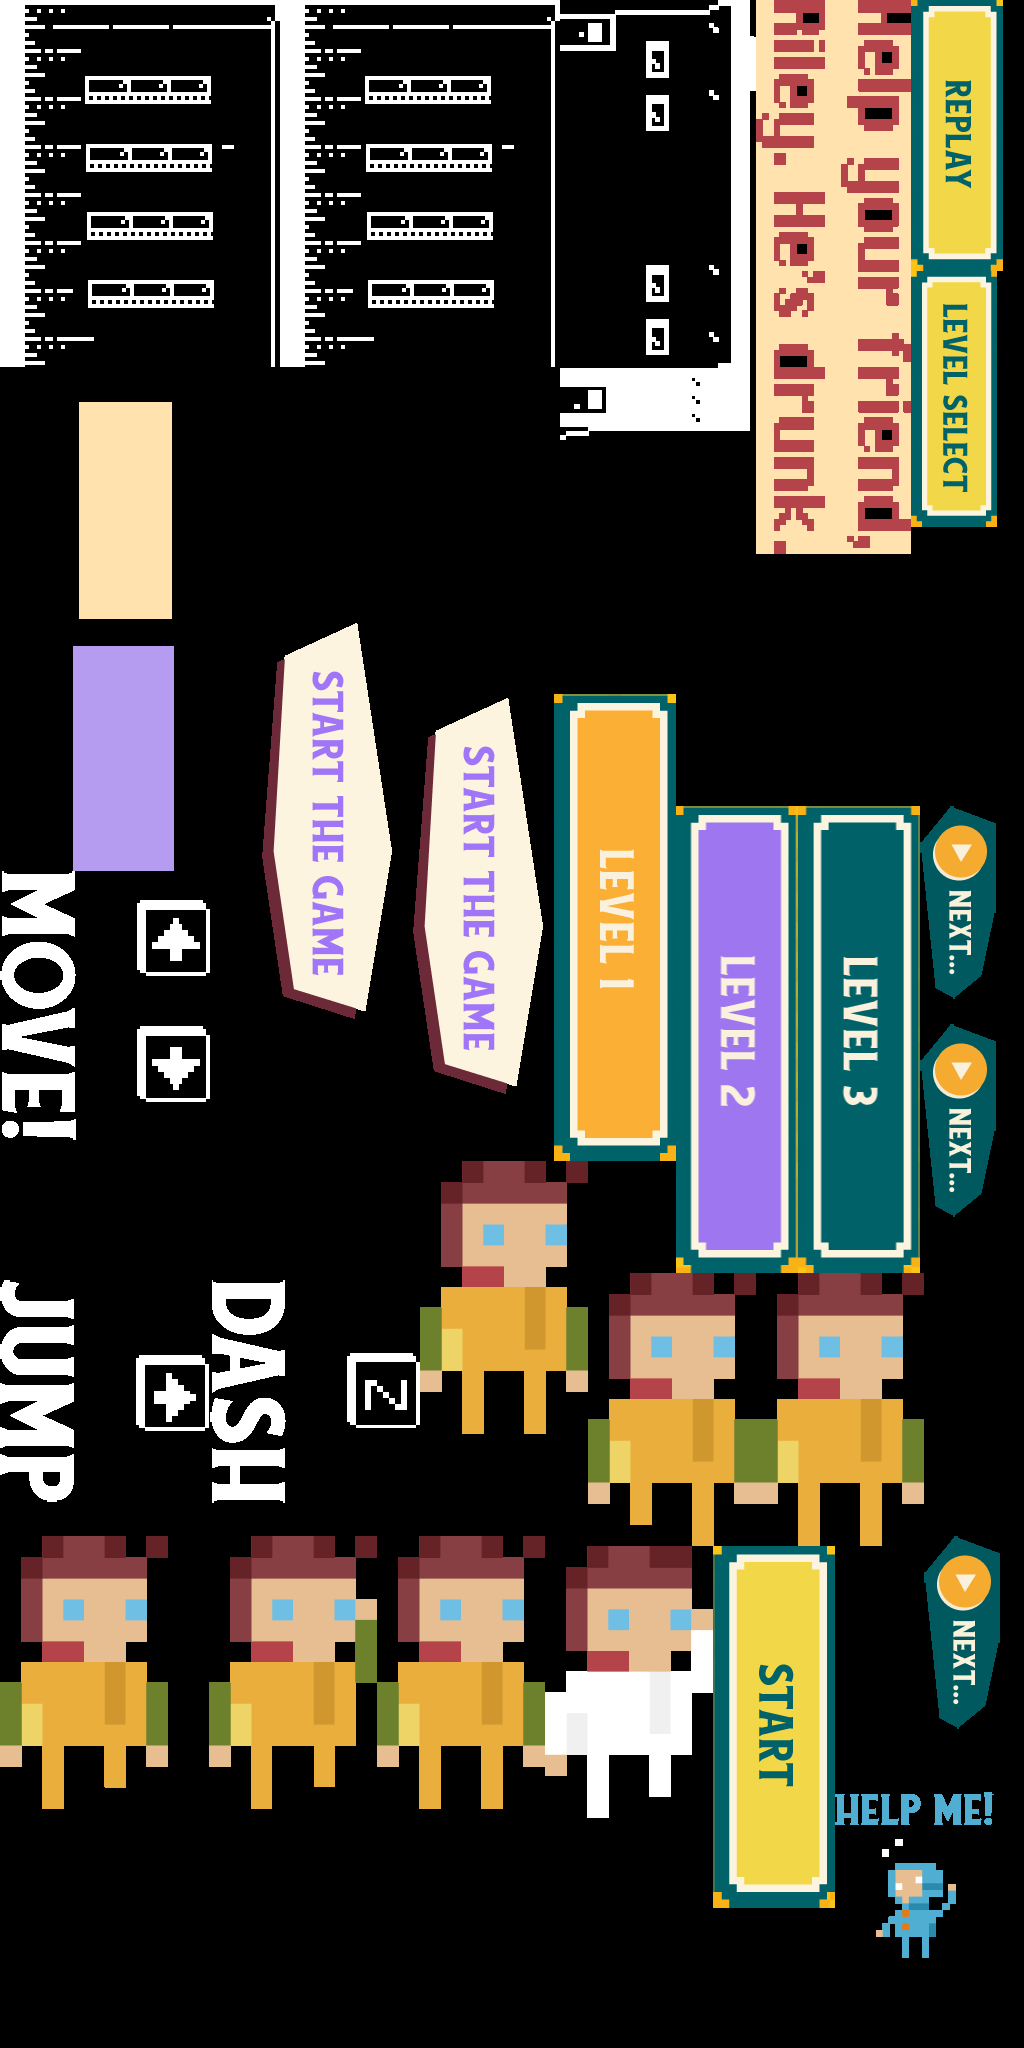 Help your friend,
Riley. He's drunk.
REPLAY
LEVEL SELECT
START THE GAME
START THE GAME
LEVEL 1
LEVEL 2
LEVEL 3
NEXT...
NEXT...
MOVE!
JUMP
DASH
Z
NEXT...
START
HELP ME!